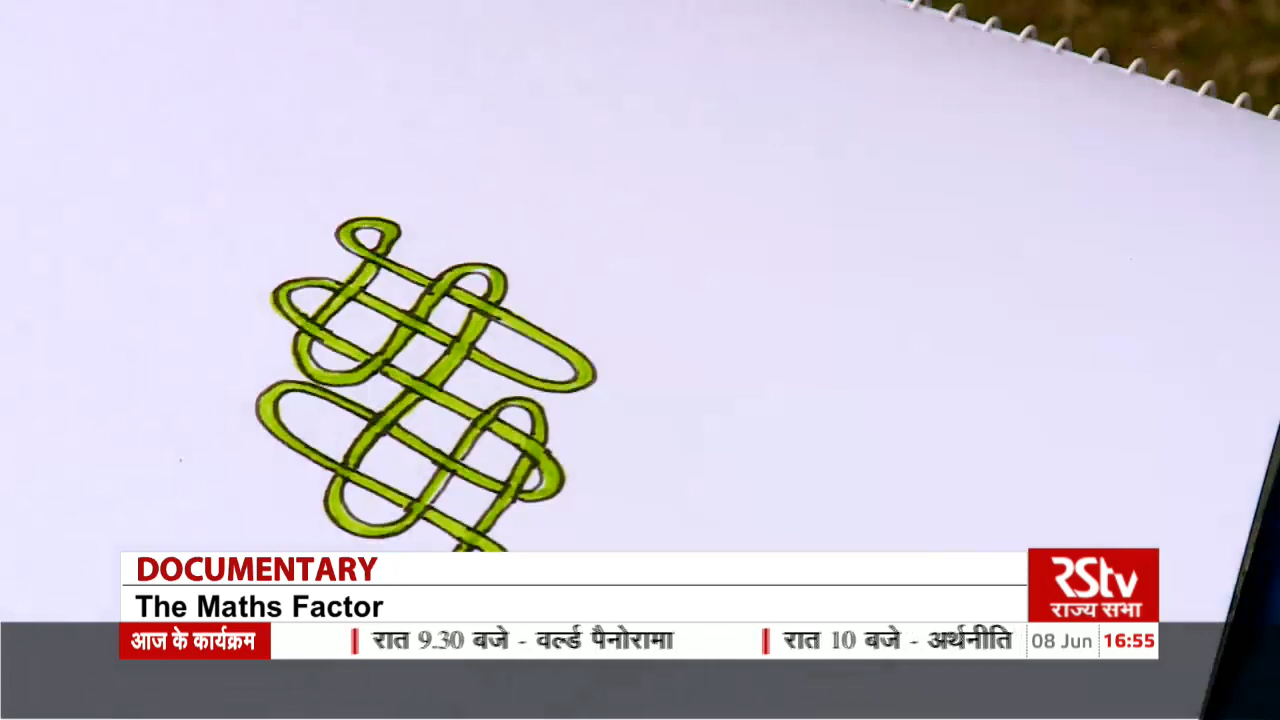 DOCUMENTARY
The Maths Factor
RStv
राज्य सभा
आज के कार्यक्रम
रात 9.30 बजे - वर्ल्ड पैनोरामा
रात 10 बजे - अर्थनीति
08 Jun 16:55